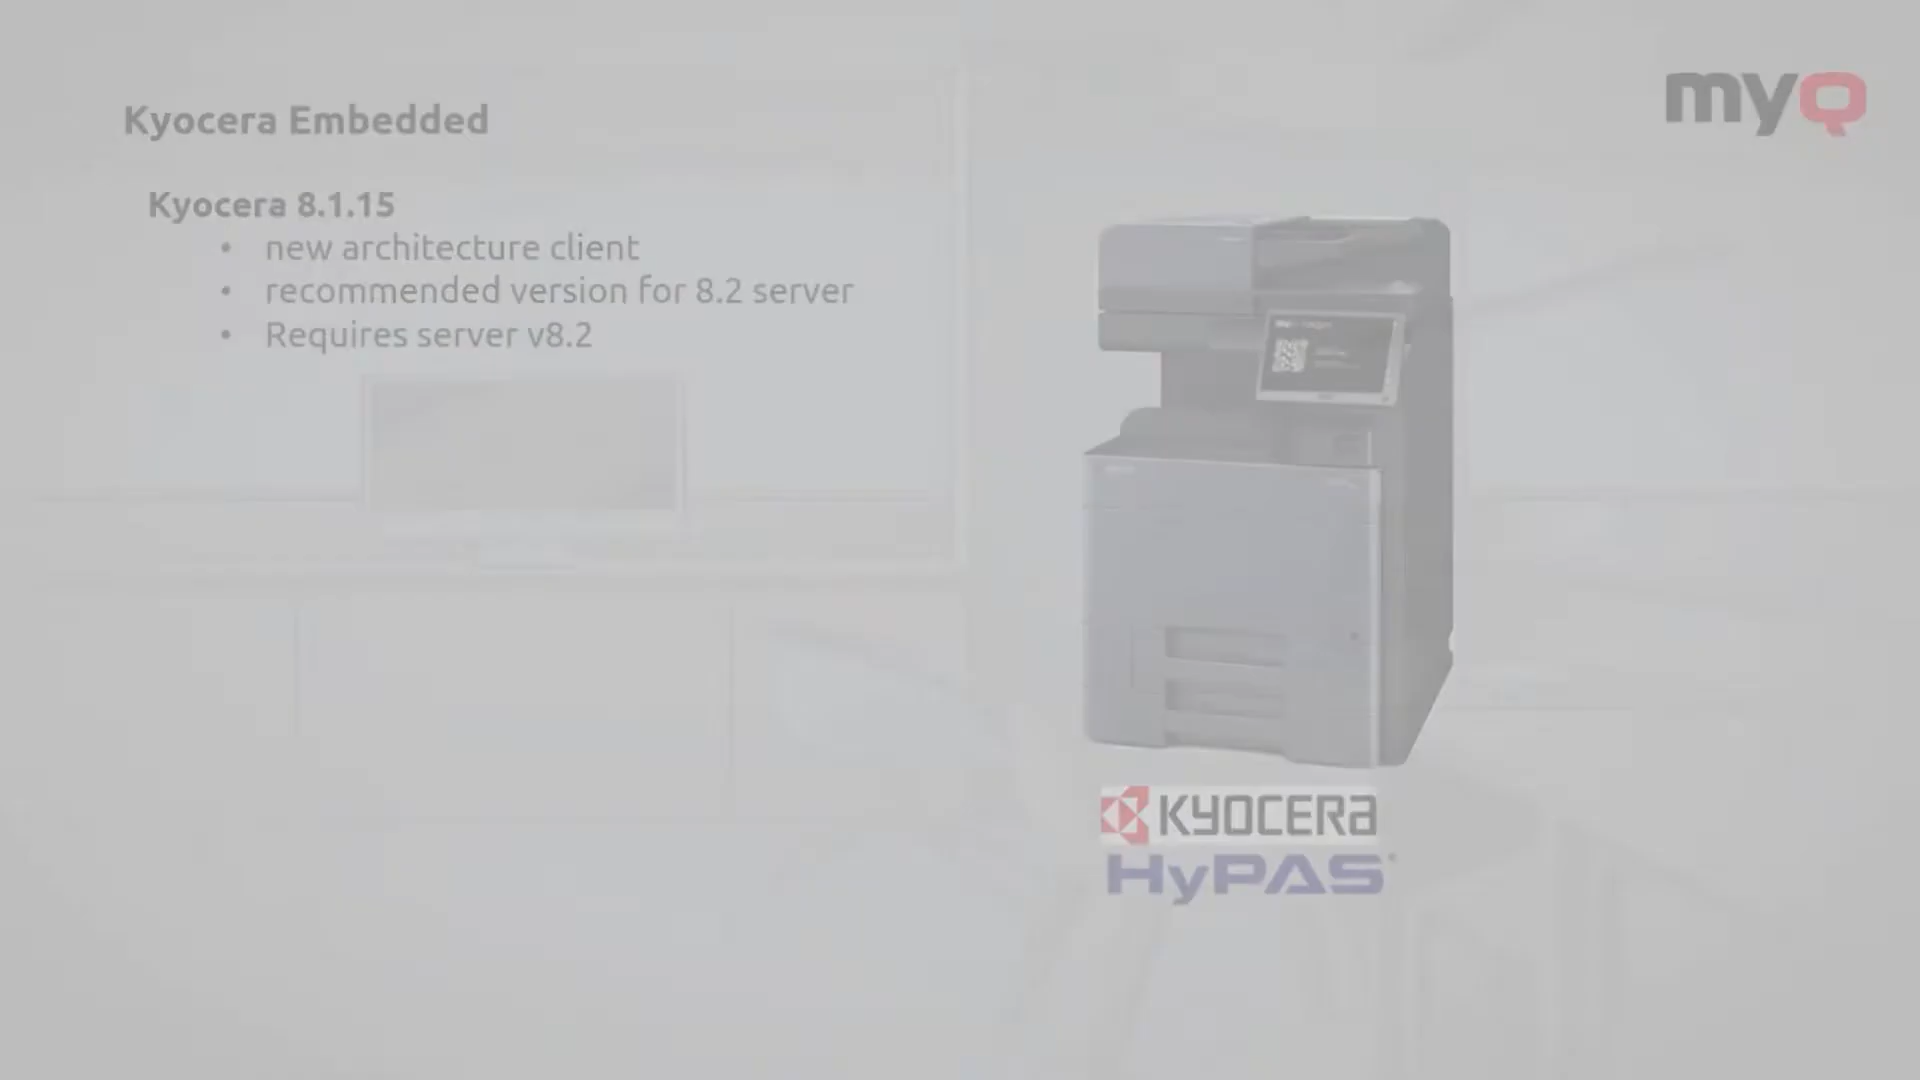 Kyocera Embedded
myQ
Kyocera 8.1.15
• new architecture client
• recommended version for 8.2 server
• Requires server v8.2
KYOCERA
HyPAS